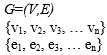 G=(V,E)
{v₁, v₂, v₃, ... vₙ}
{e₁, e₂, e₃, ... eₙ}